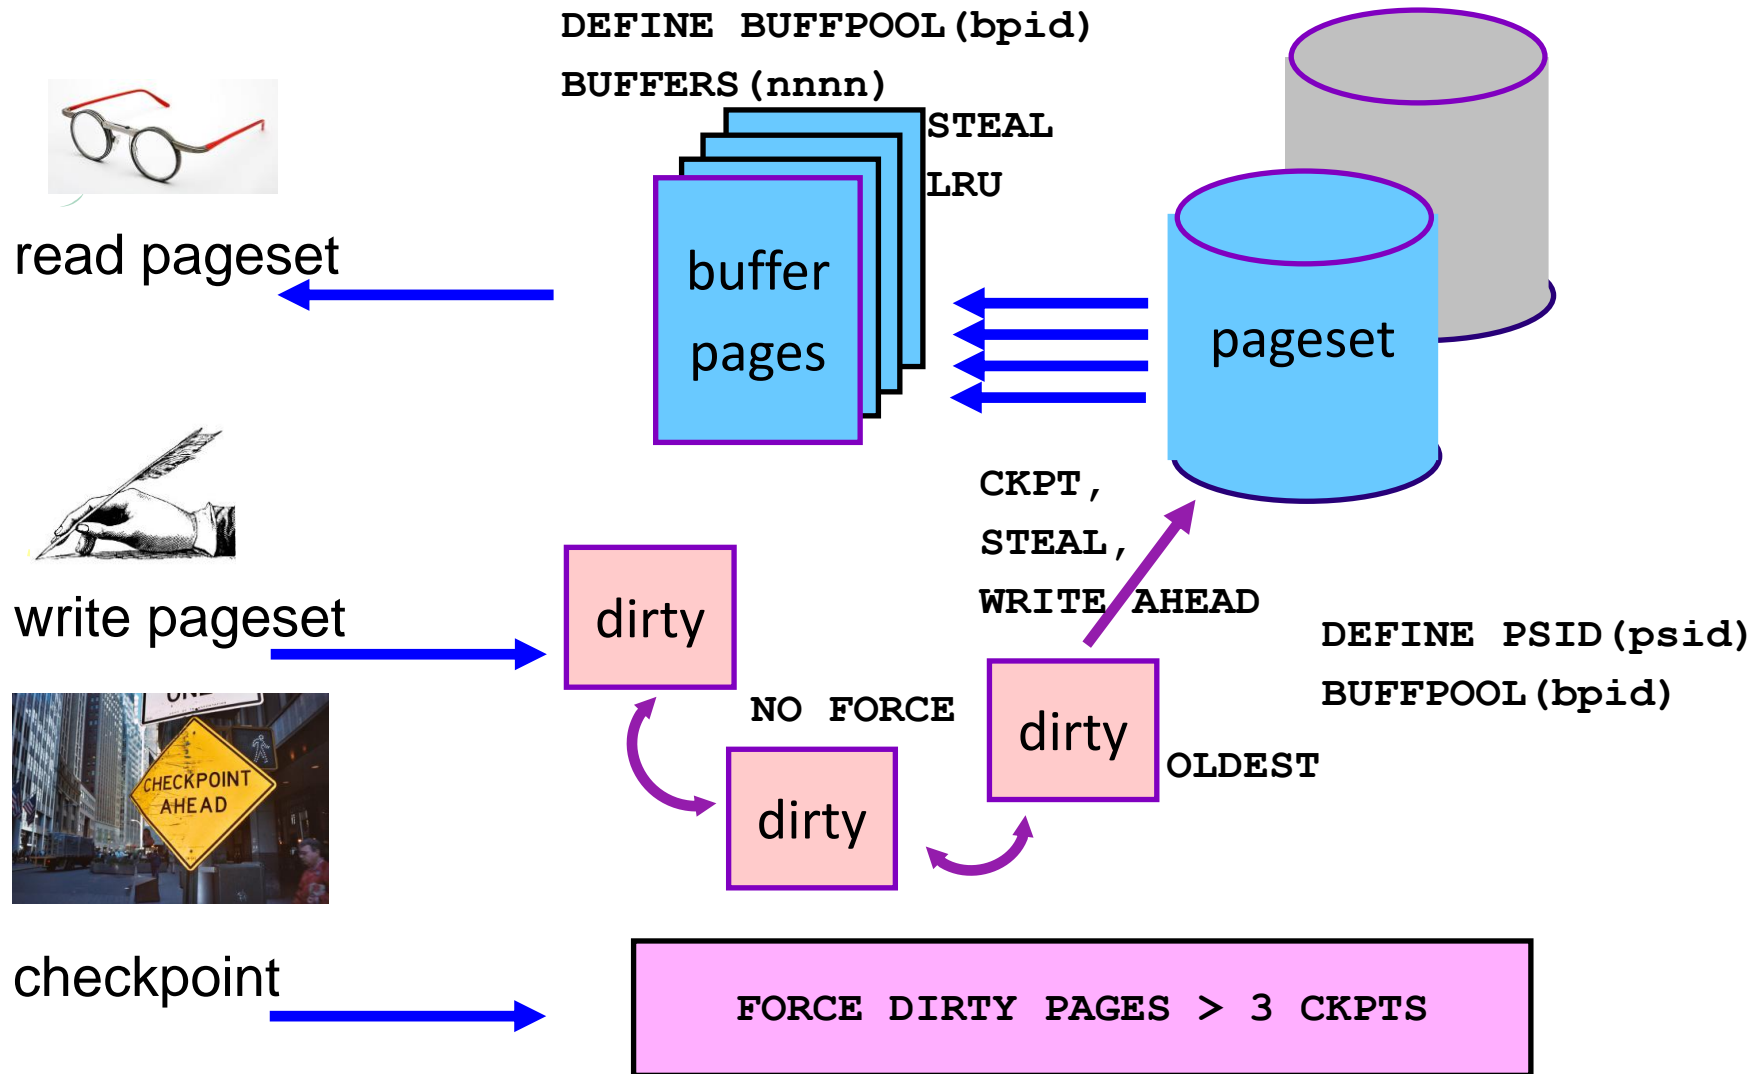 DEFINE BUFFPOOL(bpid)
BUFFERS(nnnn)
STEAL
LRU
read pageset
buffer
pages
pageset
CKPT,
STEAL,
WRITE AHEAD
write pageset
dirty
DEFINE PSID(psid)
BUFFPOOL(bpid)
NO FORCE
dirty
OLDEST
dirty
CHECKPOINT
AHEAD
checkpoint
FORCE DIRTY PAGES > 3 CKPTS